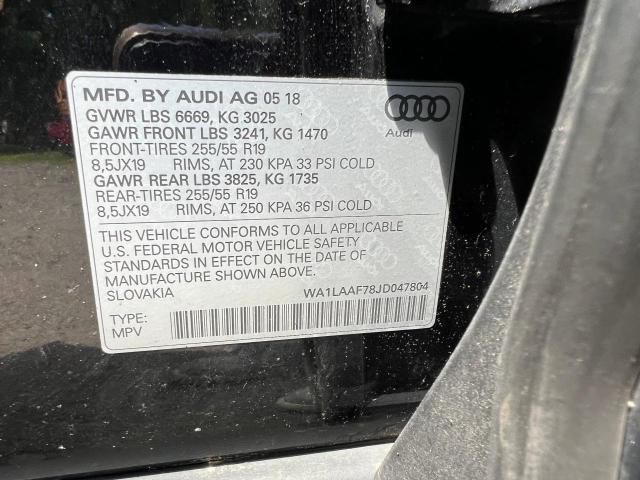 MFD. BY AUDI AG 05 18
GVWR LBS 6669, KG 3025
GAWR FRONT LBS 3241, KG 1470
FRONT-TIRES 255/55 R19
8,5JX19 RIMS, AT 230 KPA 33 PSI COLD
GAWR REAR LBS 3825, KG 1735
REAR-TIRES 255/55 R19
8,5JX19 RIMS, AT 250 KPA 36 PSI COLD
Audi
THIS VEHICLE CONFORMS TO ALL APPLICABLE
U.S. FEDERAL MOTOR VEHICLE SAFETY
STANDARDS IN EFFECT ON THE DATE OF
MANUFACTURE SHOWN ABOVE.
SLOVAKIA WA1LAAF78JD047804
TYPE:
MPV